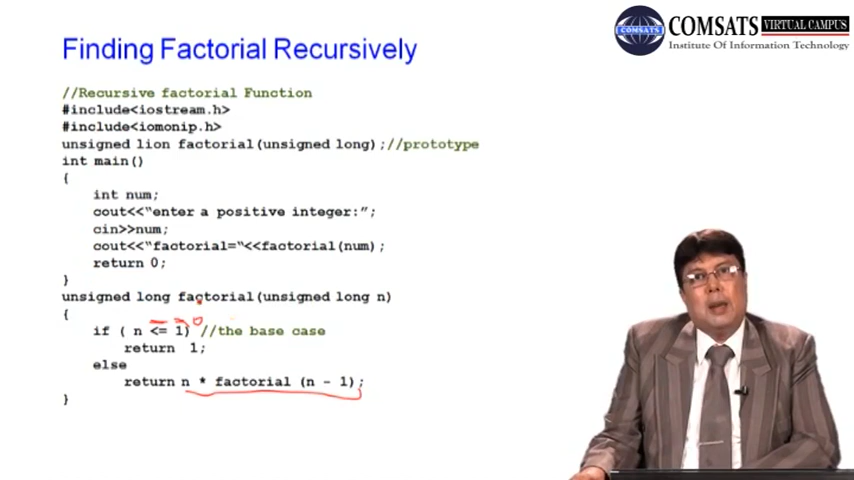 Finding Factorial Recursively
COMSATS VIRTUAL CAMPUS
Institute Of Information Technology
COMSATS
//Recursive factorial Function
#include<iostream.h>
#include<iomonip.h>
unsigned lion factorial(unsigned long);//prototype
int main()
{
int num;
cout<<“enter a positive integer:”;
cin>>num;
cout<<“factorial=“<<factorial(num);
return 0;
}
unsigned long factorial(unsigned long n)
{
if ( n <= 1) 0 //the base case
return 1;
else
return n * factorial (n - 1);
}